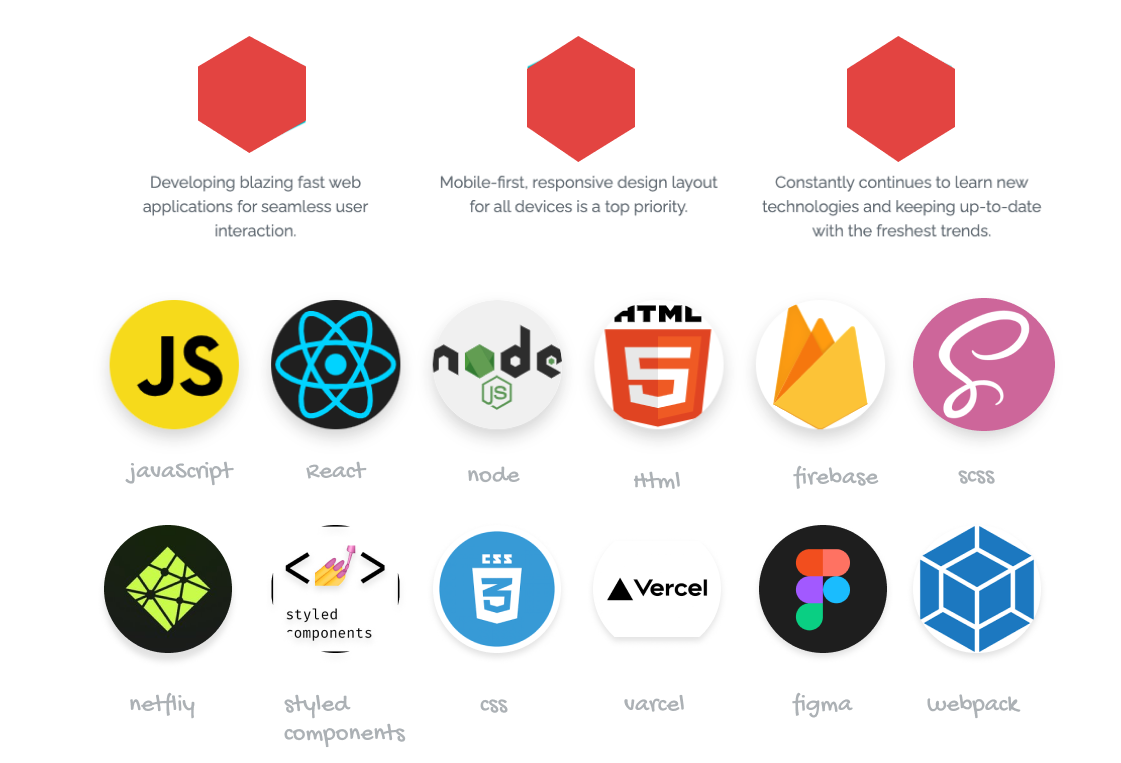 Developing blazing fast web
applications for seamless user
interaction.
Mobile-first, responsive design layout
for all devices is a top priority.
Constantly continues to learn new
technologies and keeping up-to-date
with the freshest trends.
JS
node
JS
HTML
5
javaScript
React
node
Html
firebase
scss
styled
components
CSS
3
Vercel
netfliy
styled
components
css
varcel
figma
webpack